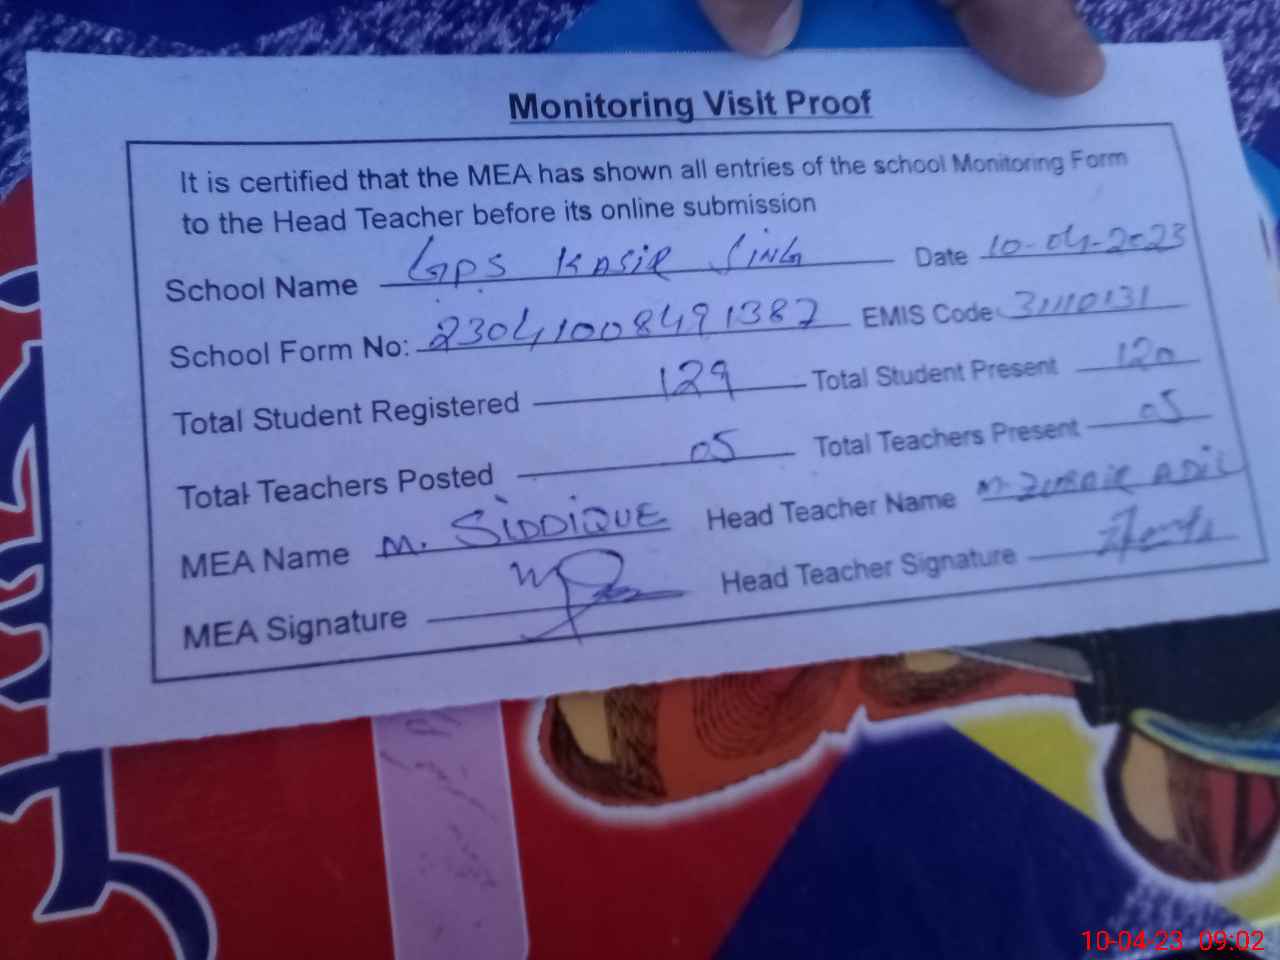 Monitoring Visit Proof
It is certified that the MEA has shown all entries of the school Monitoring Form
to the Head Teacher before its online submission
School Name GPS KASIR SING Date 10-04-2023
School Form No: 23041008491387 EMIS Code 31110131
Total Student Registered 129 Total Student Present 120
Total Teachers Posted 05 Total Teachers Present 05
MEA Name M. SIDDIQUE Head Teacher Name M. ZUBAIR ADIL
MEA Signature Head Teacher Signature
10-04-23 09:02